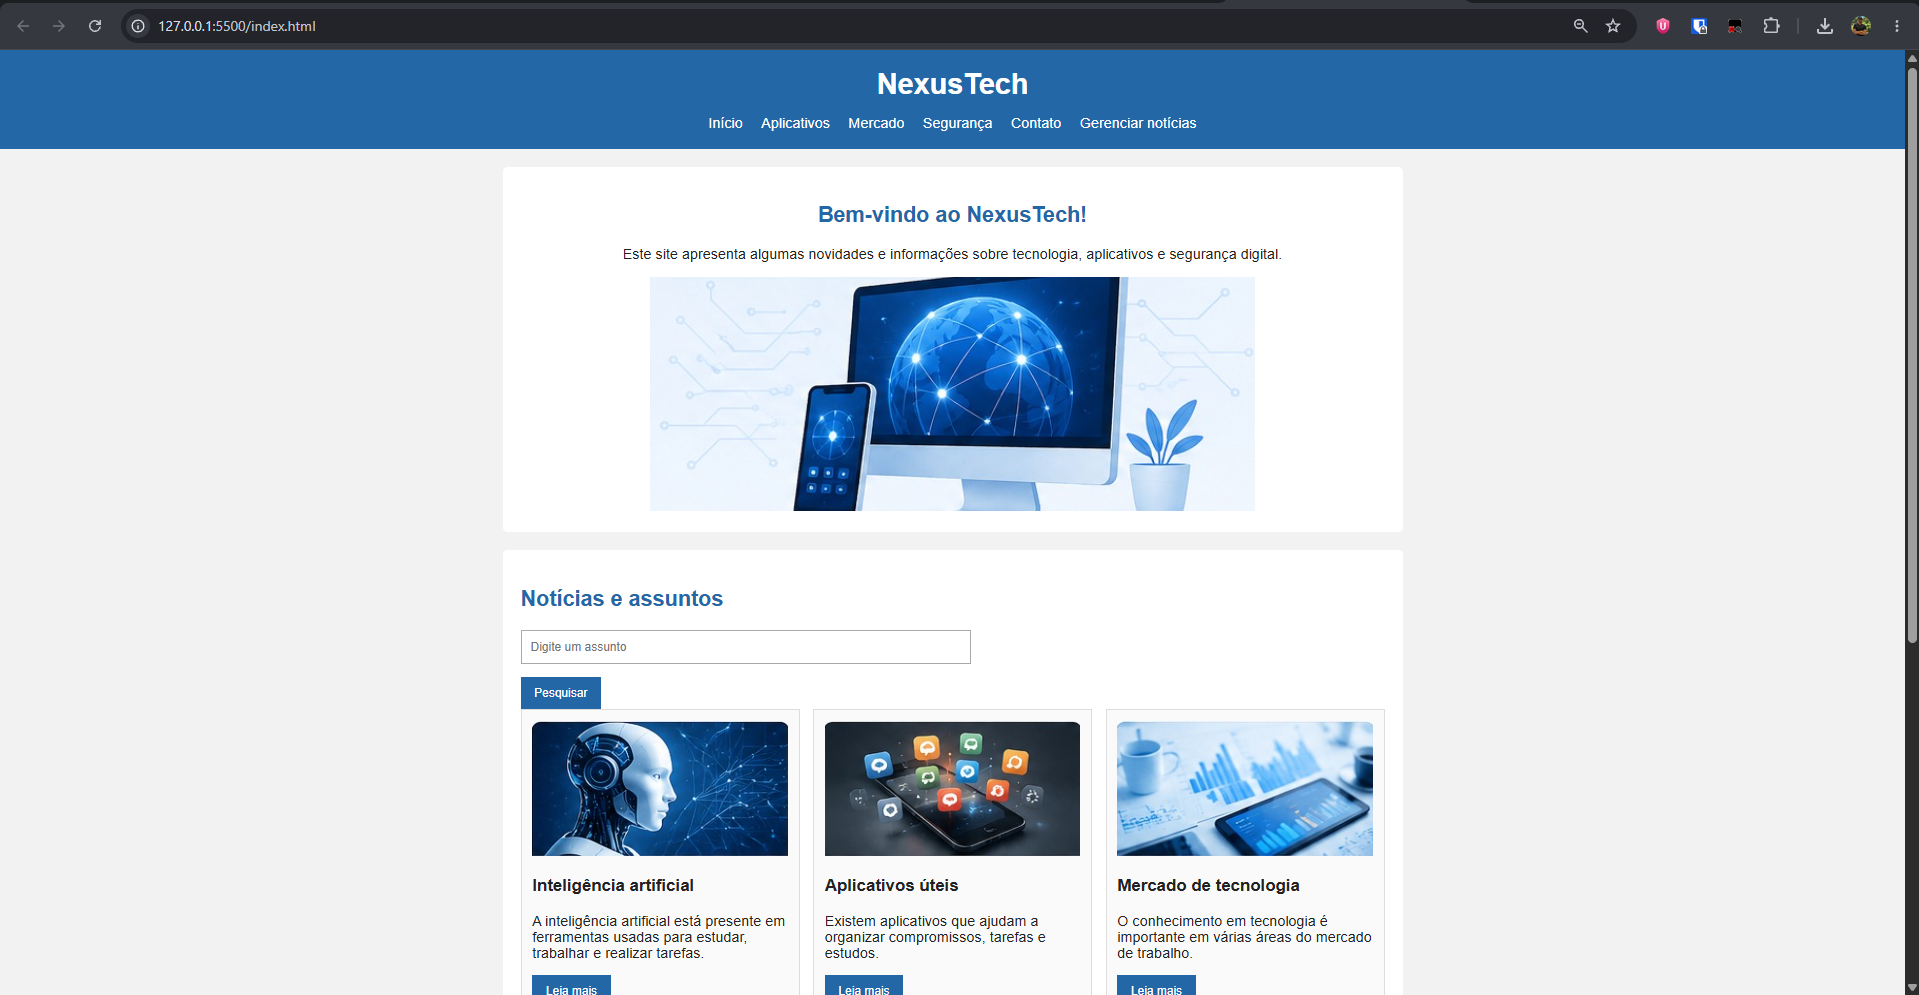 127.0.0.1:5500/index.html
NexusTech
Início Aplicativos Mercado Segurança Contato Gerenciar notícias
Bem-vindo ao NexusTech!
Este site apresenta algumas novidades e informações sobre tecnologia, aplicativos e segurança digital.
Notícias e assuntos
Digite um assunto
Pesquisar
Inteligência artificial
A inteligência artificial está presente em
ferramentas usadas para estudar,
trabalhar e realizar tarefas.
Leia mais
Aplicativos úteis
Existem aplicativos que ajudam a
organizar compromissos, tarefas e
estudos.
Leia mais
Mercado de tecnologia
O conhecimento em tecnologia é
importante em várias áreas do mercado
de trabalho.
Leia mais